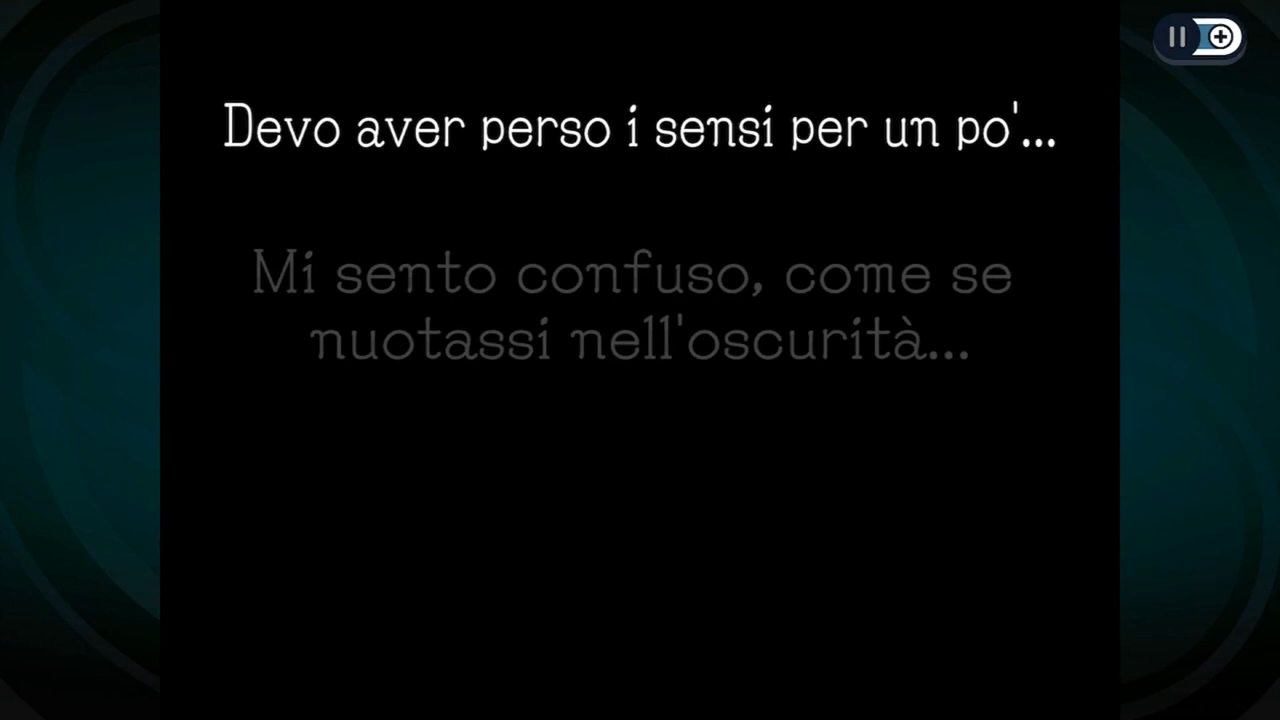 Devo aver perso i sensi per un po'...
Mi sento confuso, come se
nuotassi nell'oscurità...